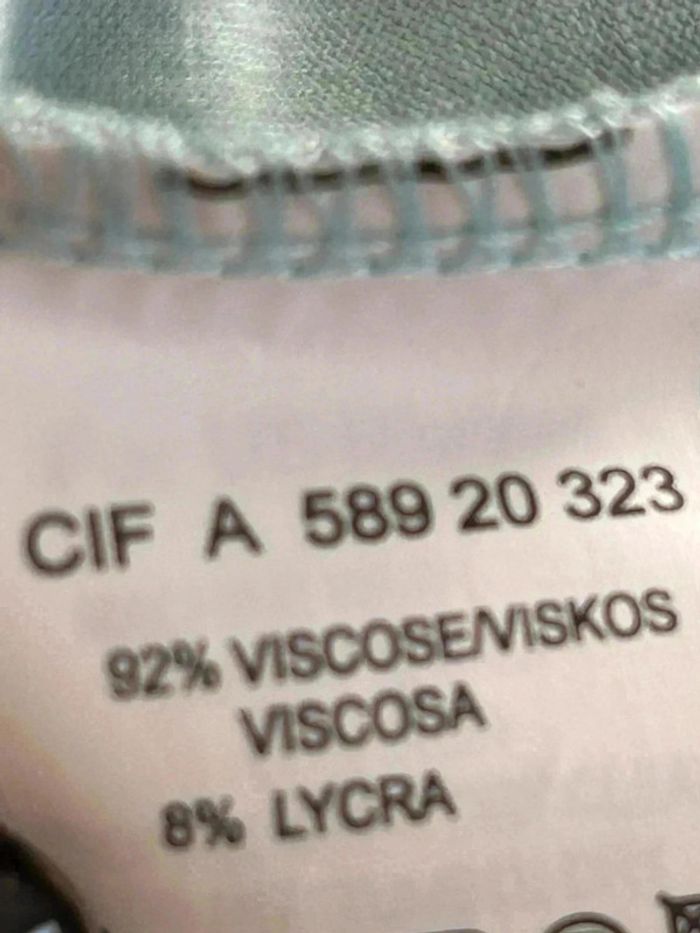 CIF A 589 20 323
92% VISCOSE/VISKOS
VISCOSA
8% LYCRA